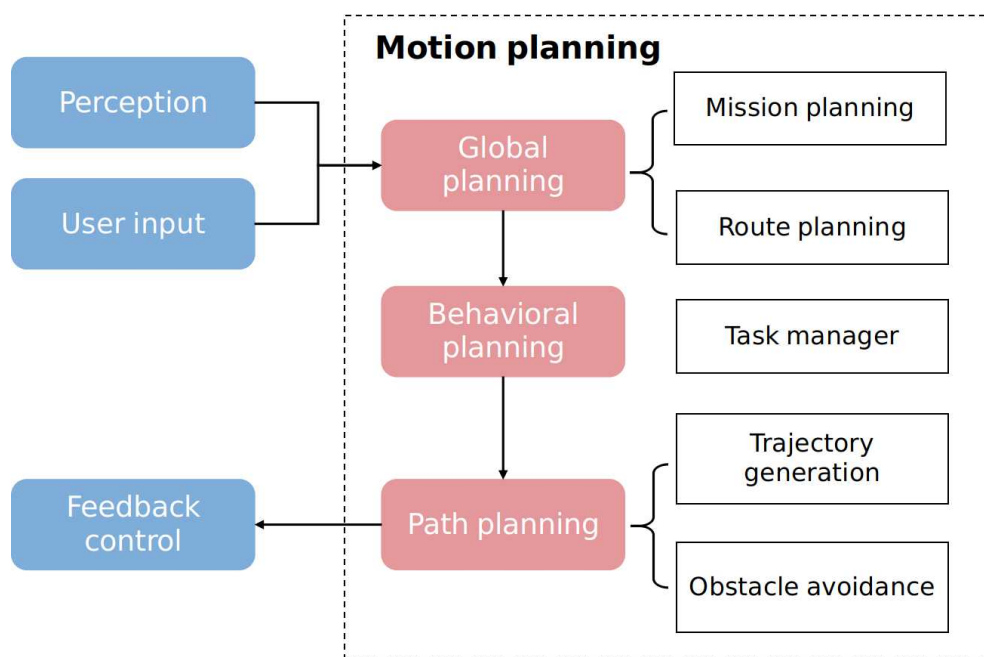 Motion planning
Perception
User input
Global
planning
Mission planning
Route planning
Behavioral
planning
Task manager
Feedback
control
Path planning
Trajectory
generation
Obstacle avoidance